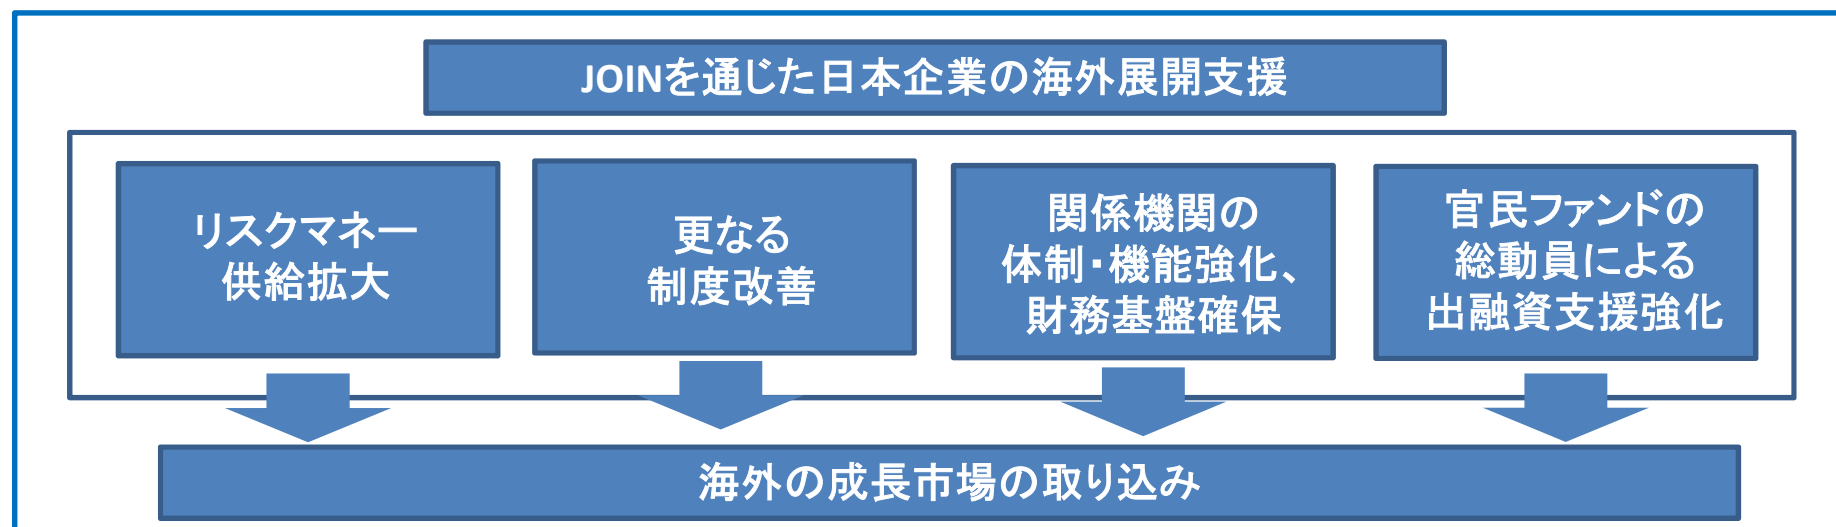 JOINを通じた日本企業の海外展開支援
リスクマネー
供給拡大
更なる
制度改善
関係機関の
体制・機能強化、
財務基盤確保
官民ファンドの
総動員による
出融資支援強化
海外の成長市場の取り込み